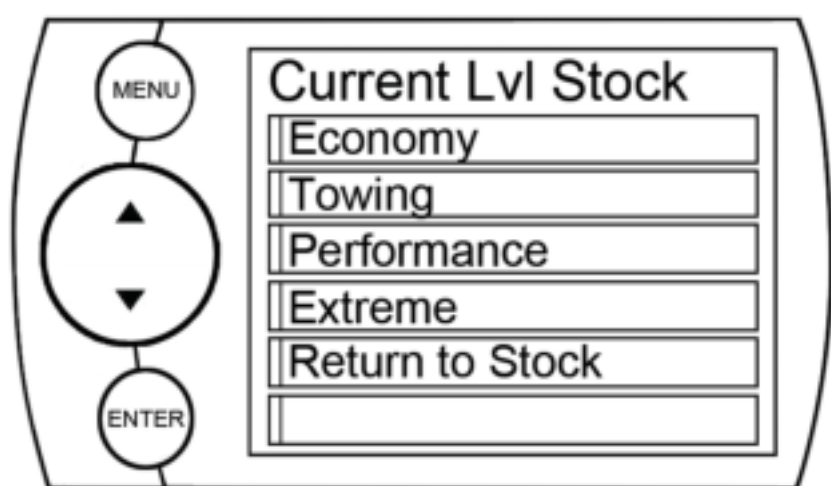 MENU
Current Lvl Stock
Economy
Towing
Performance
Extreme
Return to Stock
ENTER